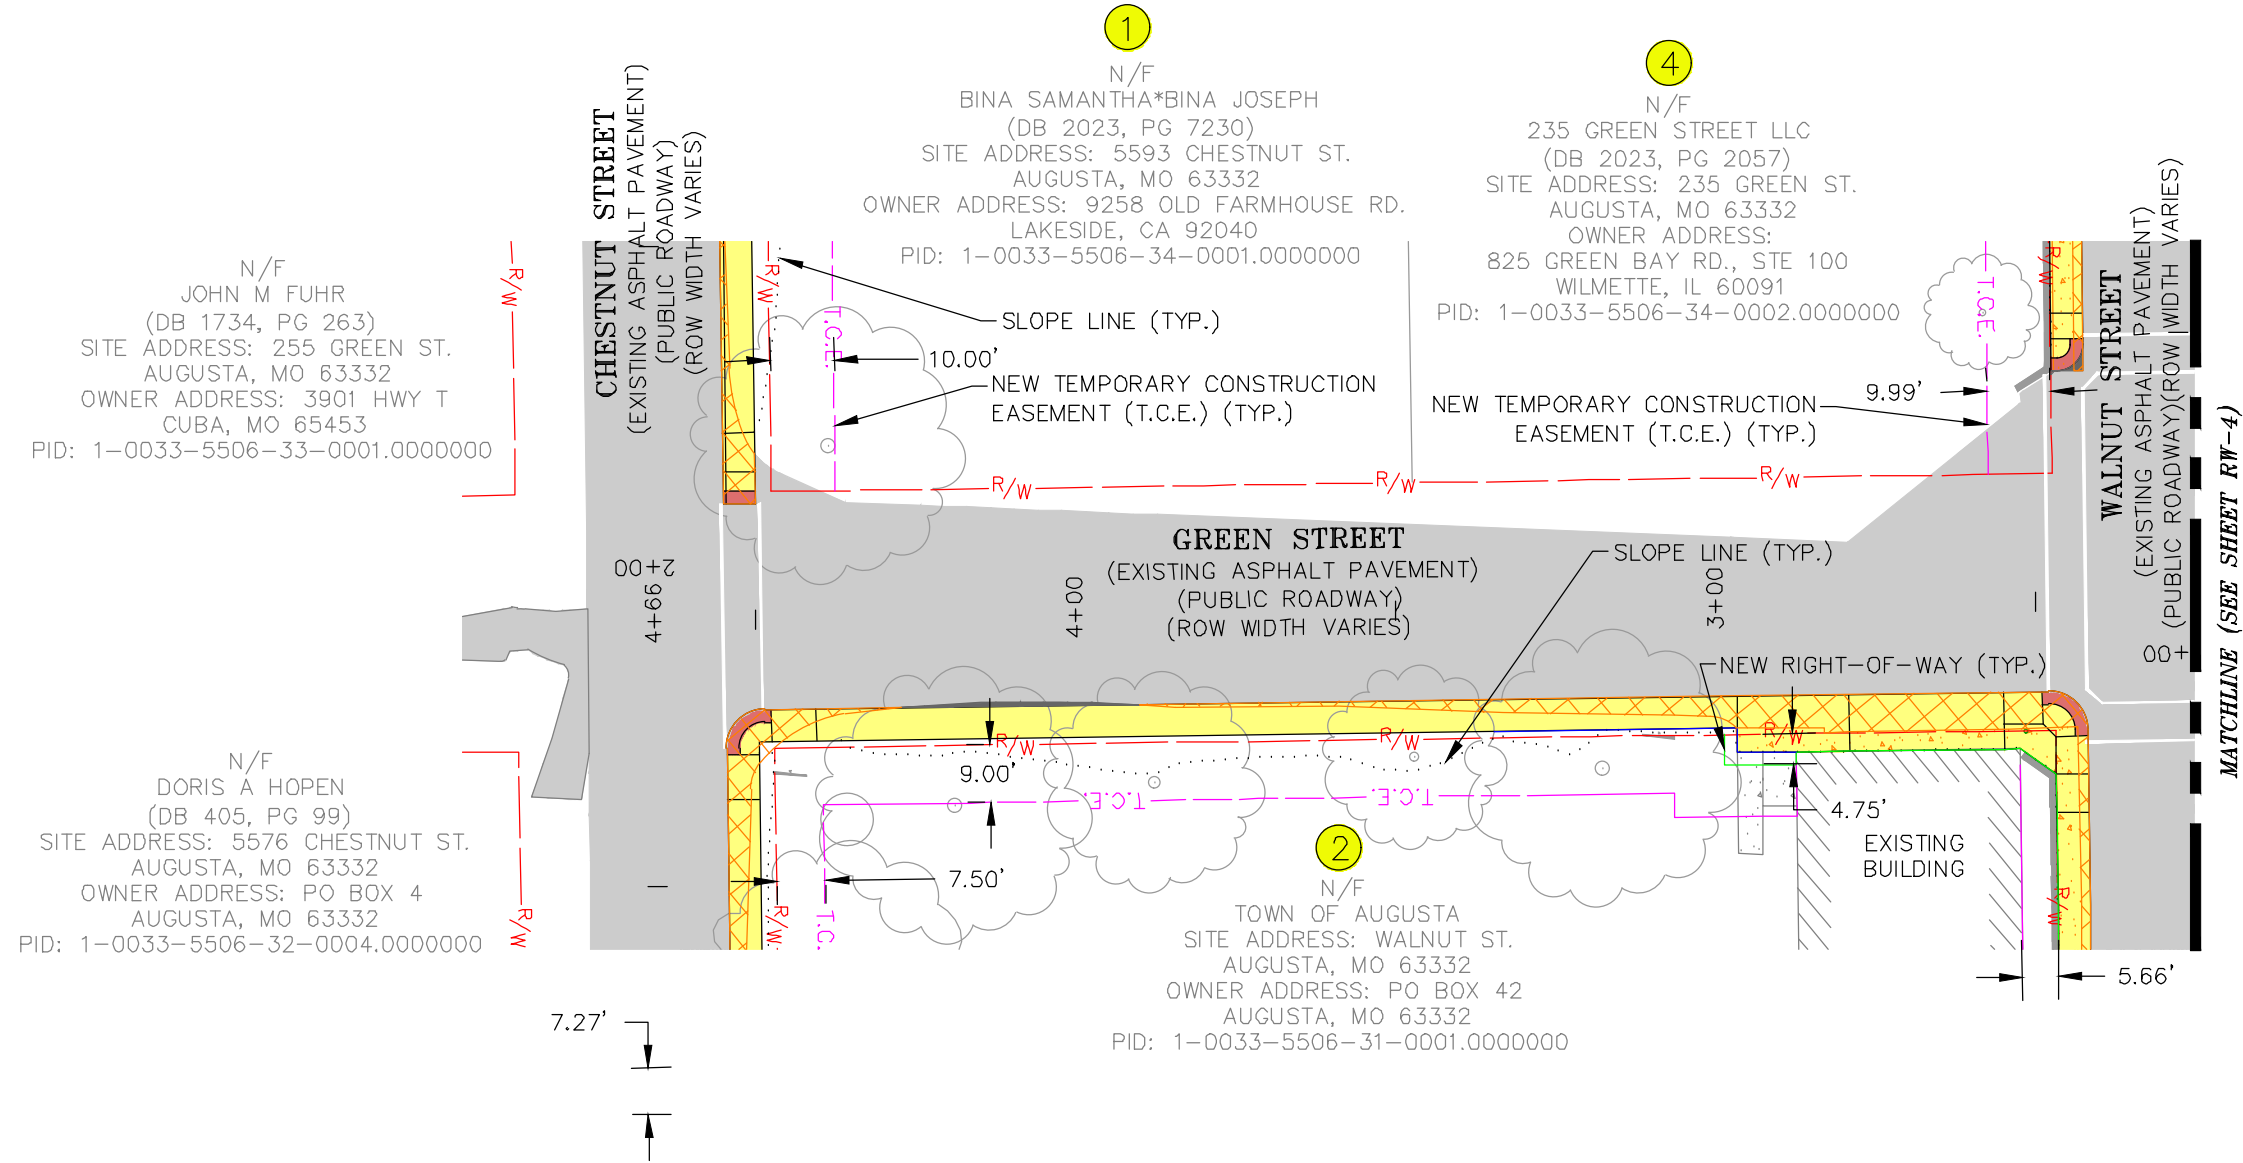 1
N/F
BINA SAMANTHA*BINA JOSEPH
(DB 2023, PG 7230)
SITE ADDRESS: 5593 CHESTNUT ST.
AUGUSTA, MO 63332
OWNER ADDRESS: 9258 OLD FARMHOUSE RD.
LAKESIDE, CA 92040
PID: 1-0033-5506-34-0001.0000000
4
N/F
235 GREEN STREET LLC
(DB 2023, PG 2057)
SITE ADDRESS: 235 GREEN ST.
AUGUSTA, MO 63332
OWNER ADDRESS:
825 GREEN BAY RD., STE 100
WILMETTE, IL 60091
PID: 1-0033-5506-34-0002.0000000
CHESTNUT STREET
(EXISTING ASPHALT PAVEMENT)
(PUBLIC ROADWAY)
(ROW WIDTH VARIES)
N/F
JOHN M FUHR
(DB 1734, PG 263)
SITE ADDRESS: 255 GREEN ST.
AUGUSTA, MO 63332
OWNER ADDRESS: 3901 HWY T
CUBA, MO 65453
PID: 1-0033-5506-33-0001.0000000
R/W
R/W
T.C.E.
SLOPE LINE (TYP.)
10.00'
NEW TEMPORARY CONSTRUCTION
EASEMENT (T.C.E.) (TYP.)
T.C.E.
R/W
9.99'
NEW TEMPORARY CONSTRUCTION
EASEMENT (T.C.E.) (TYP.)
WALNUT STREET
(EXISTING ASPHALT PAVEMENT)
(PUBLIC ROADWAY)
(ROW WIDTH VARIES)
MATCHLINE (SEE SHEET RW-4)
R/W
R/W
R/W
GREEN STREET
(EXISTING ASPHALT PAVEMENT)
(PUBLIC ROADWAY)
(ROW WIDTH VARIES)
SLOPE LINE (TYP.)
2+00
4+66
4+00
3+00
+00
NEW RIGHT-OF-WAY (TYP.)
R/W
R/W
R/W
9.00'
T.C.E.
T.C.E.
4.75'
7.50'
EXISTING
BUILDING
N/F
DORIS A HOPEN
(DB 405, PG 99)
SITE ADDRESS: 5576 CHESTNUT ST.
AUGUSTA, MO 63332
OWNER ADDRESS: PO BOX 4
AUGUSTA, MO 63332
PID: 1-0033-5506-32-0004.0000000
R/W
R/W
T.C.
2
N/F
TOWN OF AUGUSTA
SITE ADDRESS: WALNUT ST.
AUGUSTA, MO 63332
OWNER ADDRESS: PO BOX 42
AUGUSTA, MO 63332
PID: 1-0033-5506-31-0001.0000000
R/W
5.66'
7.27'